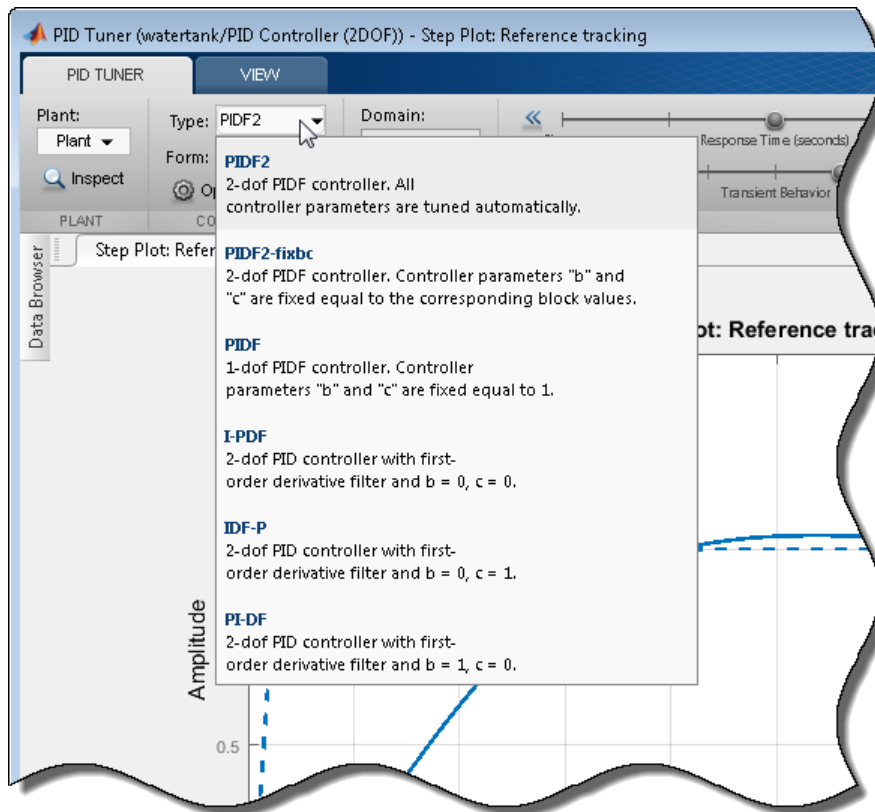 PID Tuner (watertank/PID Controller (2DOF)) - Step Plot: Reference tracking
PID TUNER
VIEW
Plant:
Plant
Inspect
PLANT
Type: PIDF2
Form:
Domain:
Response Time (seconds)
Transient Behavior
Step Plot: Refer
Data Browser
PIDF2
2-dof PIDF controller. All
controller parameters are tuned automatically.
PIDF2-fixbc
2-dof PIDF controller. Controller parameters "b" and
"c" are fixed equal to the corresponding block values.
PIDF
1-dof PIDF controller. Controller
parameters "b" and "c" are fixed equal to 1.
I-PDF
2-dof PID controller with first-
order derivative filter and b = 0, c = 0.
IDF-P
2-dof PID controller with first-
order derivative filter and b = 0, c = 1.
PI-DF
2-dof PID controller with first-
order derivative filter and b = 1, c = 0.
ot: Reference tra
Amplitude
0.5